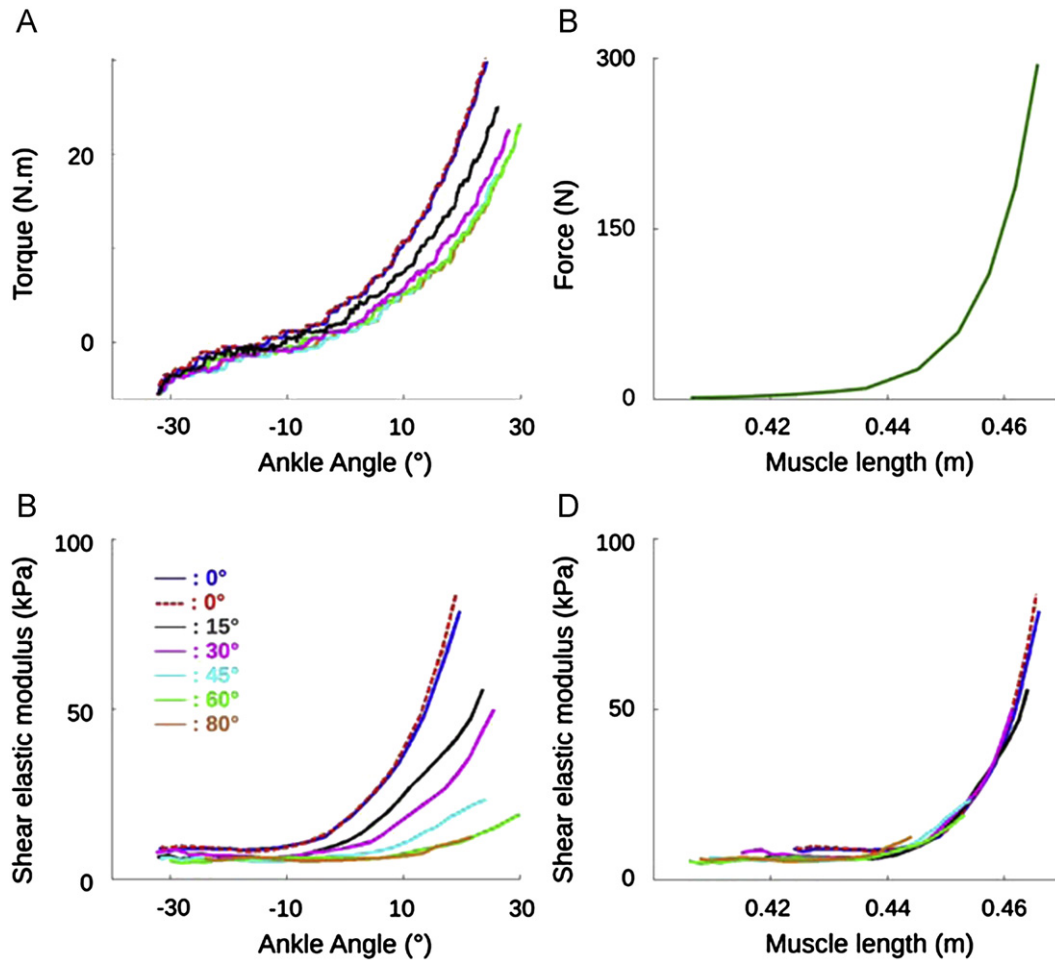 A
B
Torque (N.m)
20
0
-30
-10
10
30
Ankle Angle (°)
Force (N)
300
150
0
0.42
0.44
0.46
Muscle length (m)
B
D
Shear elastic modulus (kPa)
100
50
0
: 0°
: 0°
: 15°
: 30°
: 45°
: 60°
: 80°
-30
-10
10
30
Ankle Angle (°)
Shear elastic modulus (kPa)
100
50
0
0.42
0.44
0.46
Muscle length (m)